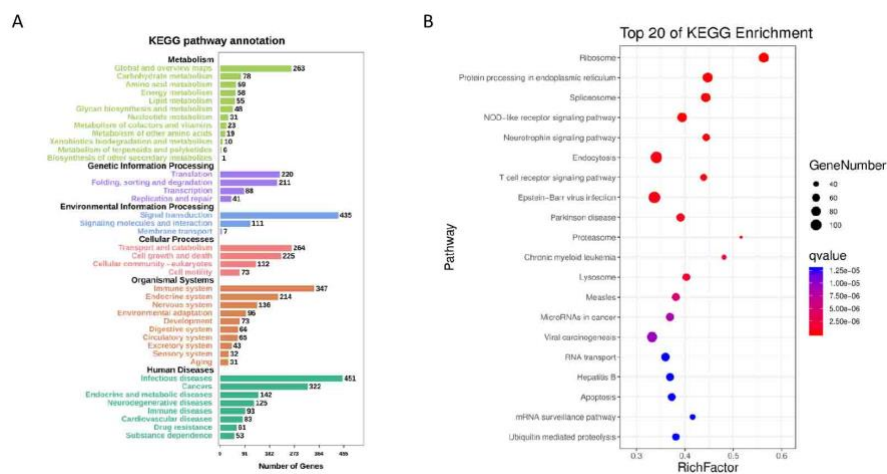 A
KEGG pathway annotation
Metabolism
Global and overview maps 263
Carbohydrate metabolism 78
Amino acid metabolism 69
Energy metabolism 56
Lipid metabolism 55
Glycan biosynthesis and metabolism 48
Nucleotide metabolism 31
Metabolism of cofactors and vitamins 23
Metabolism of other amino acids 19
Xenobiotics biodegradation and metabolism 10
Metabolism of terpenoids and polyketides 6
Biosynthesis of other secondary metabolites 1
Genetic Information Processing
Translation 220
Folding, sorting and degradation 211
Transcription 88
Replication and repair 41
Environmental Information Processing
Signal transduction 435
Signaling molecules and interaction 111
Membrane transport 7
Cellular Processes
Transport and catabolism 264
Cell growth and death 225
Cellular community - eukaryotes 132
Cell motility 73
Organismal Systems
Immune system 347
Endocrine system 214
Nervous system 136
Environmental adaptation 96
Development 73
Digestive system 66
Circulatory system 65
Excretory system 43
Sensory system 32
Aging 31
Human Diseases
Infectious diseases 451
Cancers 322
Endocrine and metabolic diseases 142
Neurodegenerative diseases 125
Immune diseases 93
Cardiovascular diseases 83
Drug resistance 81
Substance dependence 53
0 91 182 273 364 455
Number of Genes
B
Top 20 of KEGG Enrichment
Pathway
Ribosome
Protein processing in endoplasmic reticulum
Spliceosome
NOD-like receptor signaling pathway
Neurotrophin signaling pathway
Endocytosis
T cell receptor signaling pathway
Epstein-Barr virus infection
Parkinson disease
Proteasome
Chronic myeloid leukemia
Lysosome
Measles
MicroRNAs in cancer
Viral carcinogenesis
RNA transport
Hepatitis B
Apoptosis
mRNA surveillance pathway
Ubiquitin mediated proteolysis
0.3 0.4 0.5 0.6
RichFactor
GeneNumber
40
60
80
100
qvalue
1.25e-05
1.00e-05
7.50e-06
5.00e-06
2.50e-06